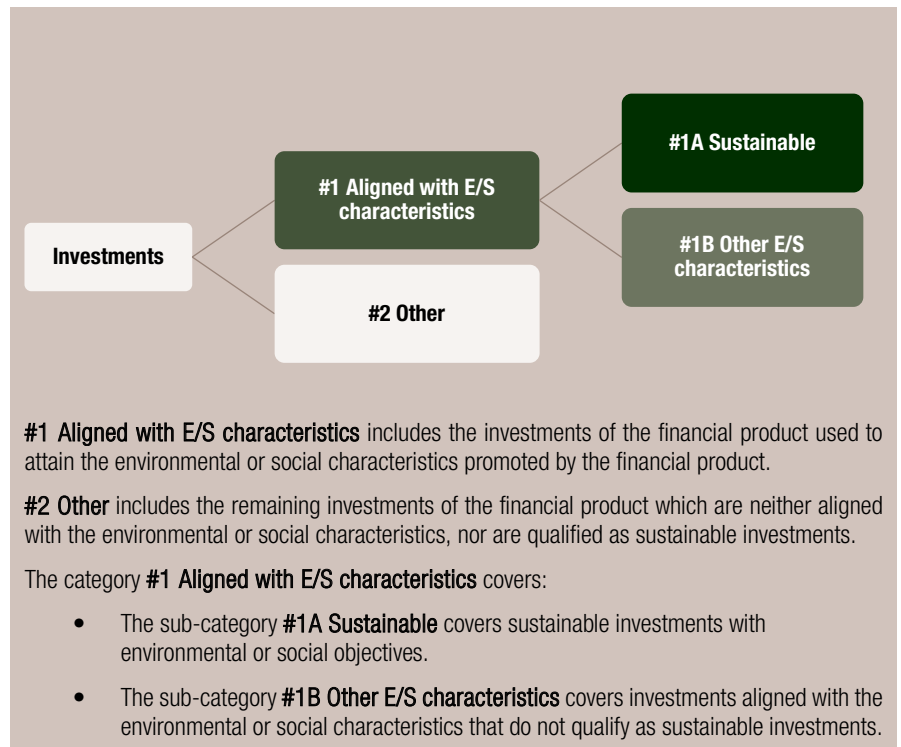 #1A Sustainable
#1 Aligned with E/S
characteristics
#1B Other E/S
characteristics
Investments
#2 Other
#1 Aligned with E/S characteristics includes the investments of the financial product used to
attain the environmental or social characteristics promoted by the financial product.
#2 Other includes the remaining investments of the financial product which are neither aligned
with the environmental or social characteristics, nor are qualified as sustainable investments.
The category #1 Aligned with E/S characteristics covers:
• The sub-category #1A Sustainable covers sustainable investments with
environmental or social objectives.
• The sub-category #1B Other E/S characteristics covers investments aligned with the
environmental or social characteristics that do not qualify as sustainable investments.